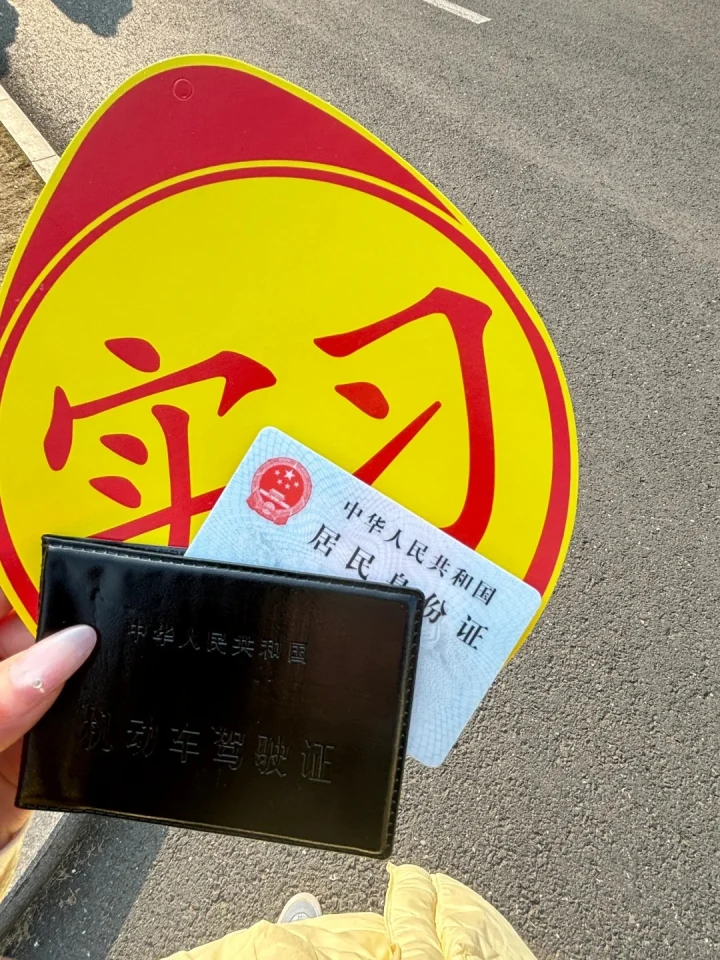 实习
中华人民共和国
居民身份证
中华人民共和国
机动车驾驶证